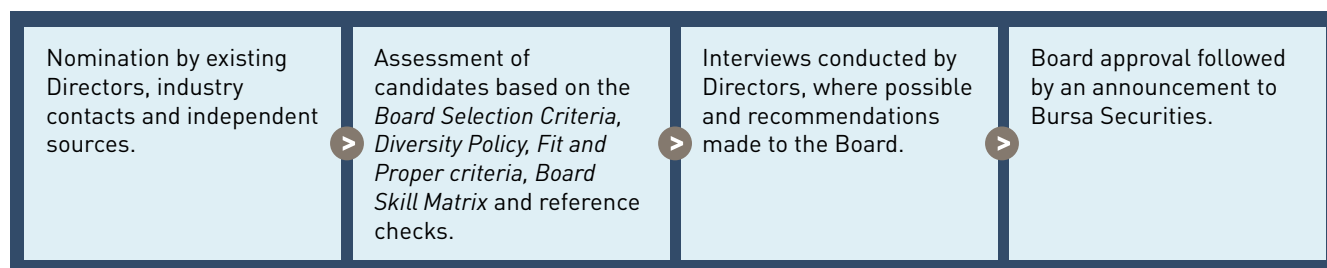 Nomination by existing
Directors, industry
contacts and independent
sources.
>
Assessment of
candidates based on the
Board Selection Criteria,
Diversity Policy, Fit and
Proper criteria, Board
Skill Matrix and reference
checks.
>
Interviews conducted by
Directors, where possible
and recommendations
made to the Board.
>
Board approval followed
by an announcement to
Bursa Securities.